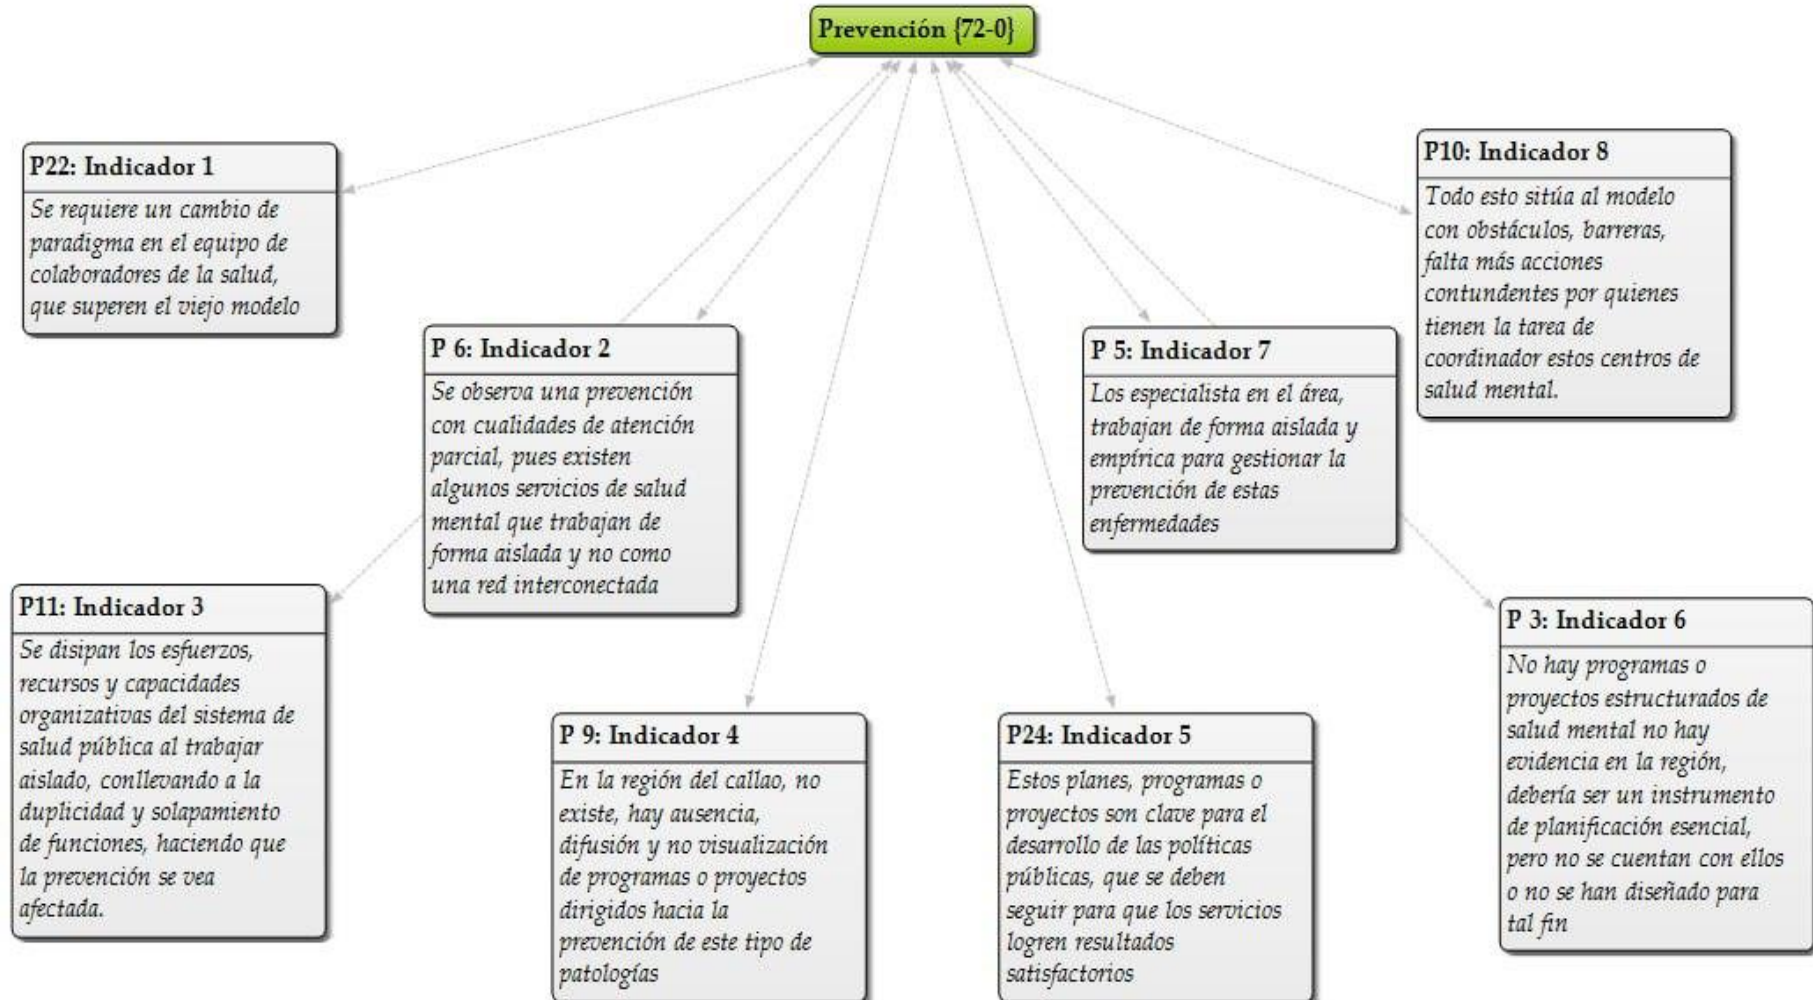 Prevención {72-0}
P22: Indicador 1
Se requiere un cambio de
paradigma en el equipo de
colaboradores de la salud,
que superen el viejo modelo
P 6: Indicador 2
Se observa una prevención
con cualidades de atención
parcial, pues existen
algunos servicios de salud
mental que trabajan de
forma aislada y no como
una red interconectada
P 5: Indicador 7
Los especialista en el área,
trabajan de forma aislada y
empírica para gestionar la
prevención de estas
enfermedades
P10: Indicador 8
Todo esto sitúa al modelo
con obstáculos, barreras,
falta más acciones
contundentes por quienes
tienen la tarea de
coordinador estos centros de
salud mental.
P11: Indicador 3
Se disipan los esfuerzos,
recursos y capacidades
organizativas del sistema de
salud pública al trabajar
aislado, conllevando a la
duplicidad y solapamiento
de funciones, haciendo que
la prevención se vea
afectada.
P 9: Indicador 4
En la región del callao, no
existe, hay ausencia,
difusión y no visualización
de programas o proyectos
dirigidos hacia la
prevención de este tipo de
patologías
P24: Indicador 5
Estos planes, programas o
proyectos son clave para el
desarrollo de las políticas
públicas, que se deben
seguir para que los servicios
logren resultados
satisfactorios
P 3: Indicador 6
No hay programas o
proyectos estructurados de
salud mental no hay
evidencia en la región,
debería ser un instrumento
de planificación esencial,
pero no se cuentan con ellos
o no se han diseñado para
tal fin